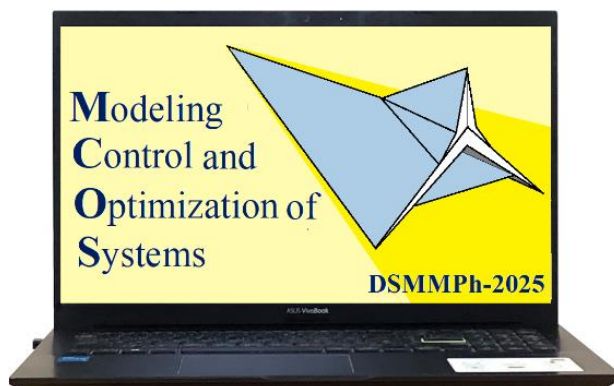 Modeling
Control and
Optimization of
Systems
DSMMPh-2025
ASUS VivoBook